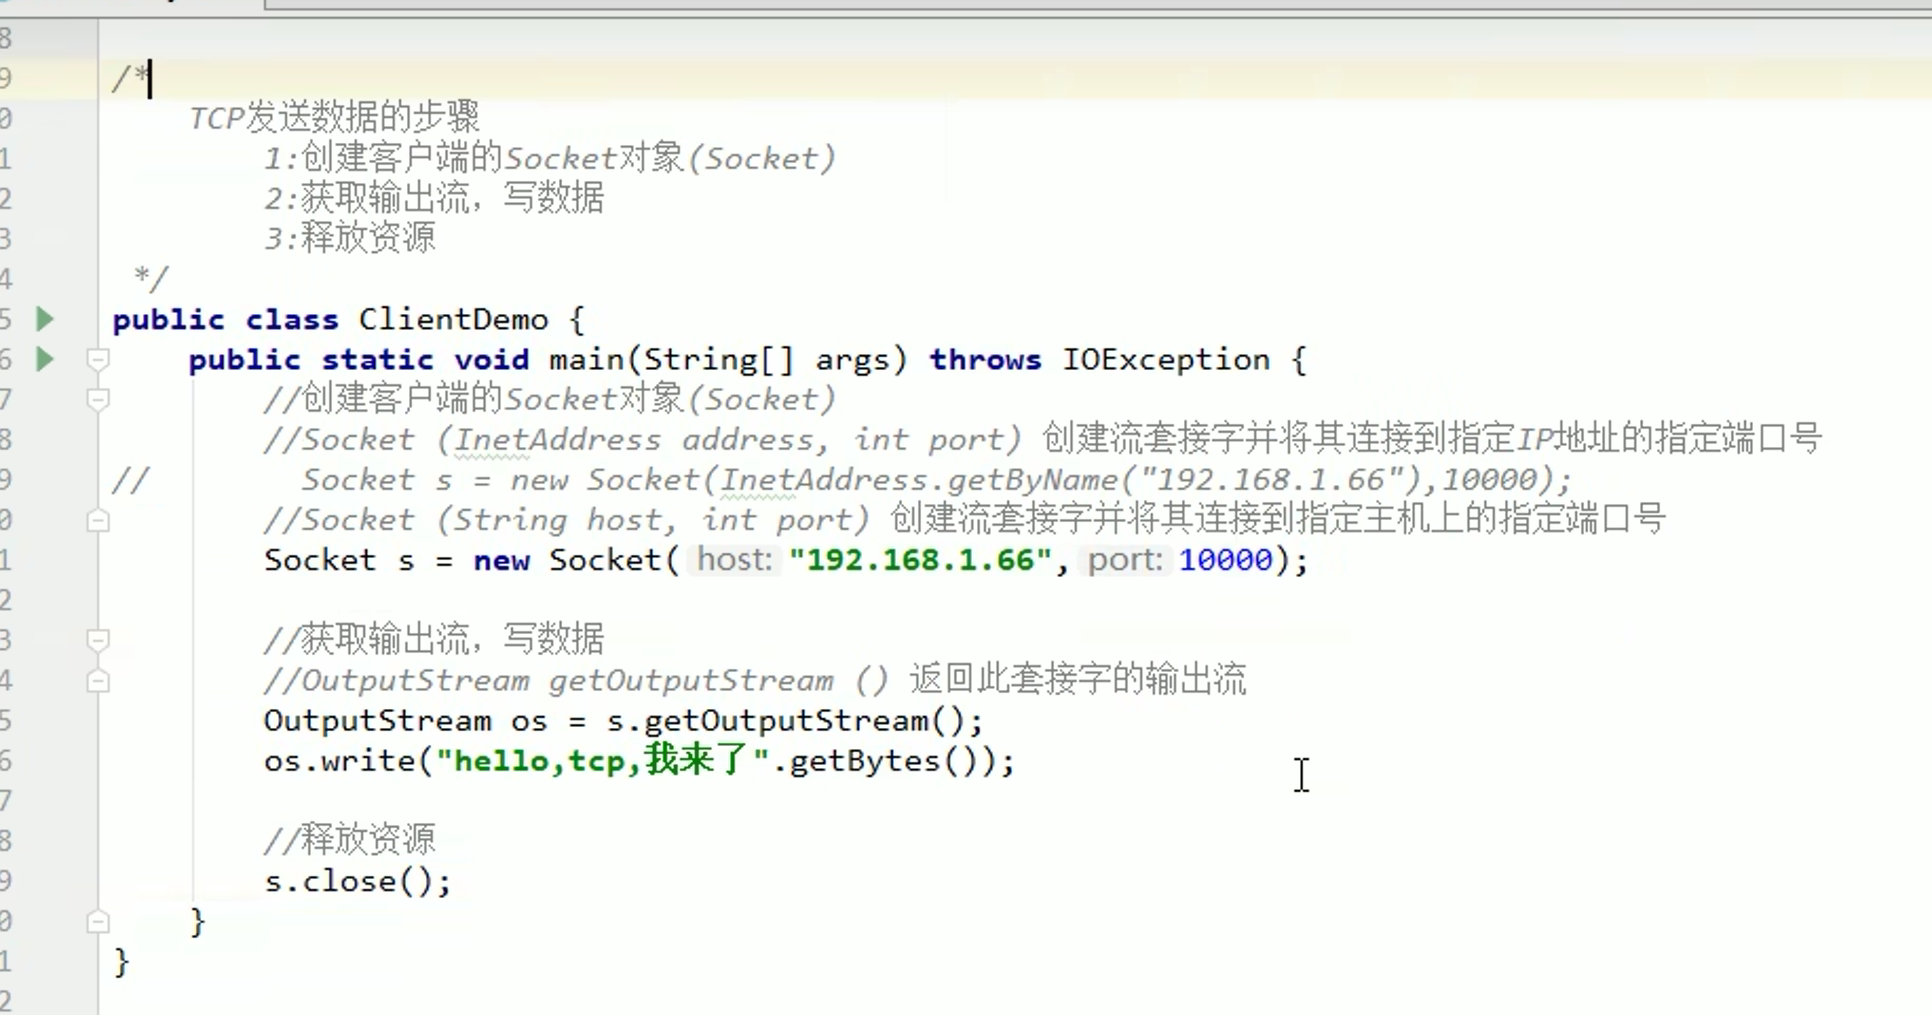 8
9 /*
0 TCP发送数据的步骤
1 1:创建客户端的Socket对象(Socket)
2 2:获取输出流，写数据
3 3:释放资源
4 */
5 public class ClientDemo {
6 public static void main(String[] args) throws IOException {
7 //创建客户端的Socket对象(Socket)
8 //Socket (InetAddress address, int port) 创建流套接字并将其连接到指定IP地址的指定端口号
9 // Socket s = new Socket(InetAddress.getByName("192.168.1.66"),10000);
0 //Socket (String host, int port) 创建流套接字并将其连接到指定主机上的指定端口号
1 Socket s = new Socket( host: "192.168.1.66", port: 10000);
2
3 //获取输出流，写数据
4 //OutputStream getOutputStream () 返回此套接字的输出流
5 OutputStream os = s.getOutputStream();
6 os.write("hello,tcp,我来了".getBytes());
7
8 //释放资源
9 s.close();
0 }
1 }
2